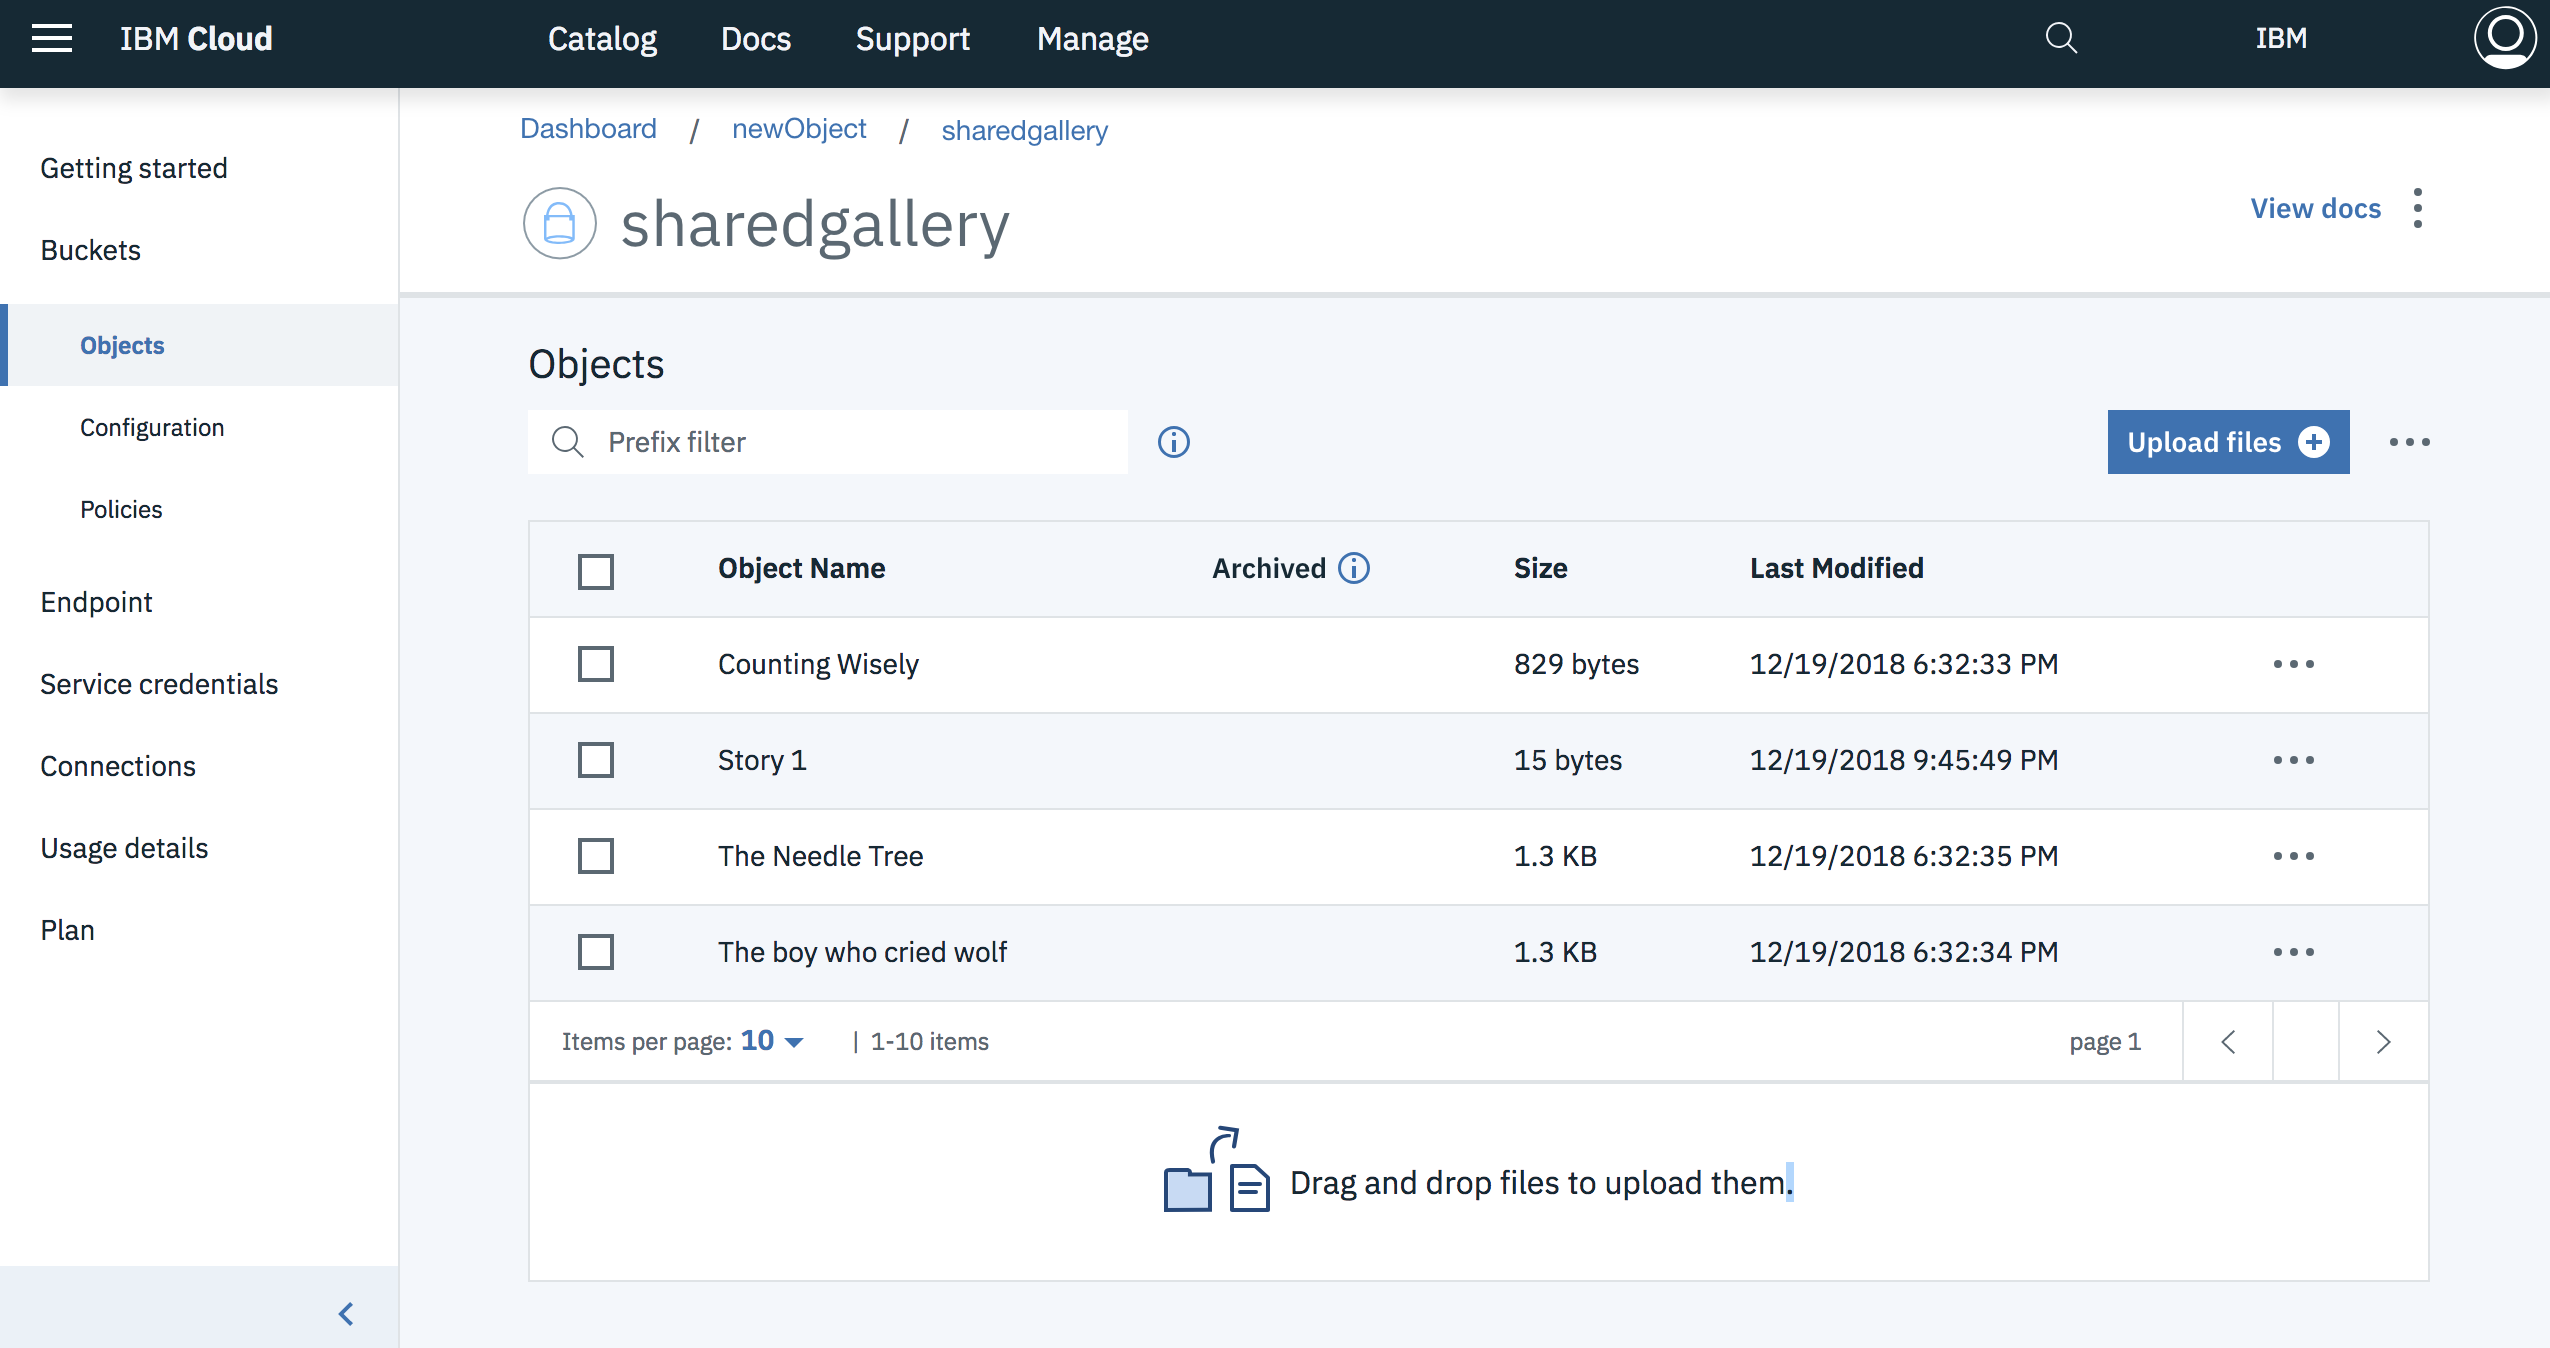 IBM Cloud Catalog Docs Support Manage IBM
Dashboard / newObject / sharedgallery
sharedgallery
View docs
Getting started
Buckets
Objects
Configuration
Policies
Endpoint
Service credentials
Connections
Usage details
Plan
Objects
Prefix filter
Upload files
Object Name Archived Size Last Modified
Counting Wisely 829 bytes 12/19/2018 6:32:33 PM
Story 1 15 bytes 12/19/2018 9:45:49 PM
The Needle Tree 1.3 KB 12/19/2018 6:32:35 PM
The boy who cried wolf 1.3 KB 12/19/2018 6:32:34 PM
Items per page: 10 | 1-10 items page 1
Drag and drop files to upload them.